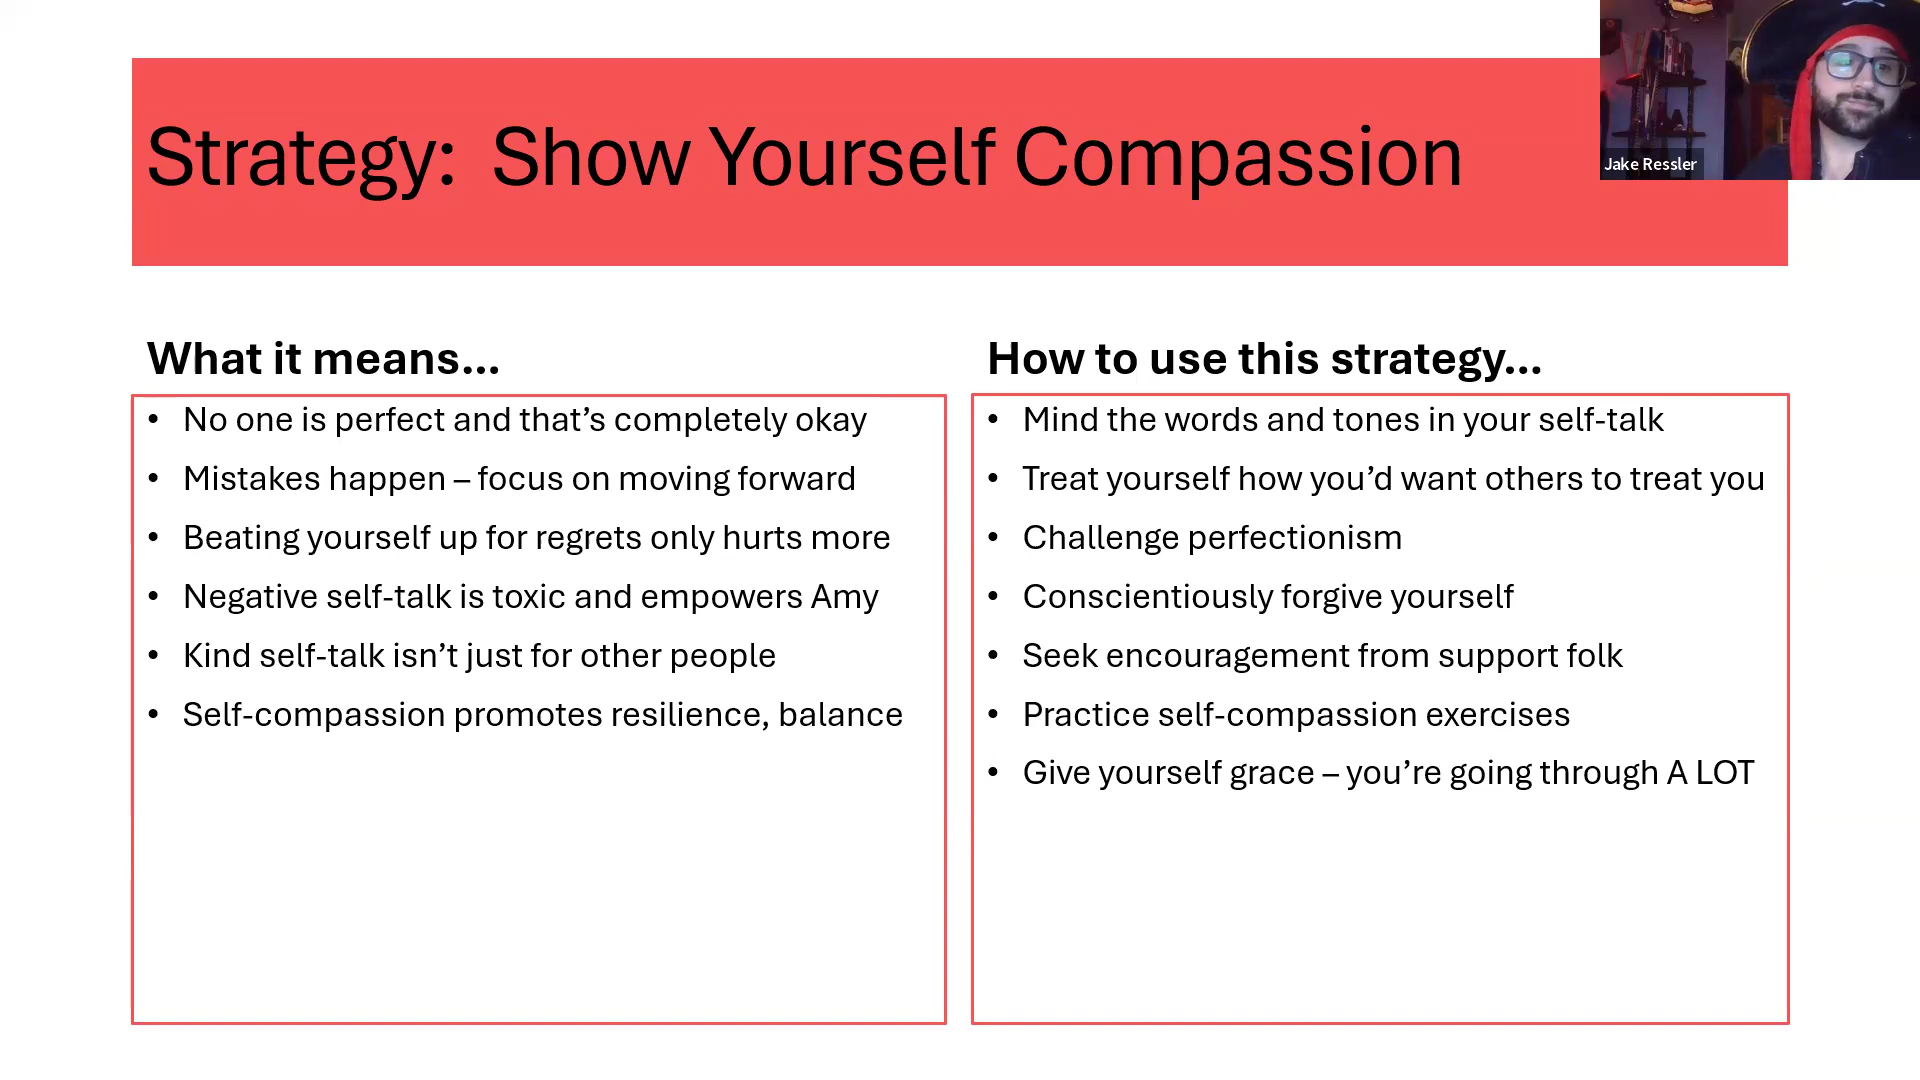 Strategy: Show Yourself Compassion
Jake Ressler
What it means...
• No one is perfect and that’s completely okay
• Mistakes happen – focus on moving forward
• Beating yourself up for regrets only hurts more
• Negative self-talk is toxic and empowers Amy
• Kind self-talk isn’t just for other people
• Self-compassion promotes resilience, balance
How to use this strategy...
• Mind the words and tones in your self-talk
• Treat yourself how you’d want others to treat you
• Challenge perfectionism
• Conscientiously forgive yourself
• Seek encouragement from support folk
• Practice self-compassion exercises
• Give yourself grace – you’re going through A LOT